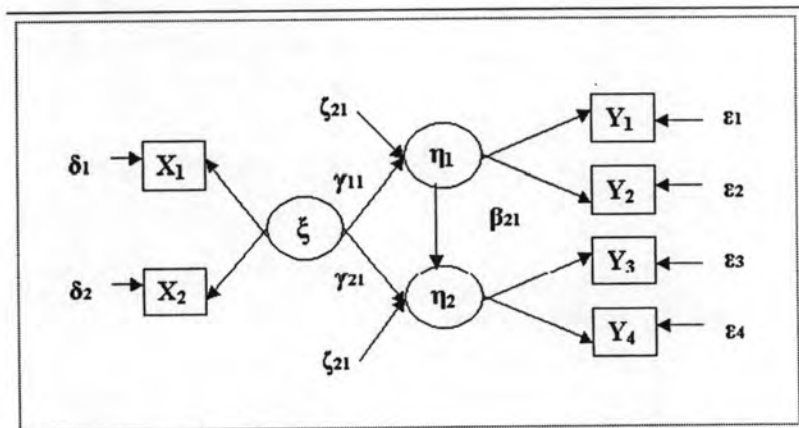 ζ21 η1 Y1 ε1
δ1 X1 γ11 Y2 ε2
ξ β21
δ2 X2 γ21 η2 Y3 ε3
ζ21 Y4 ε4